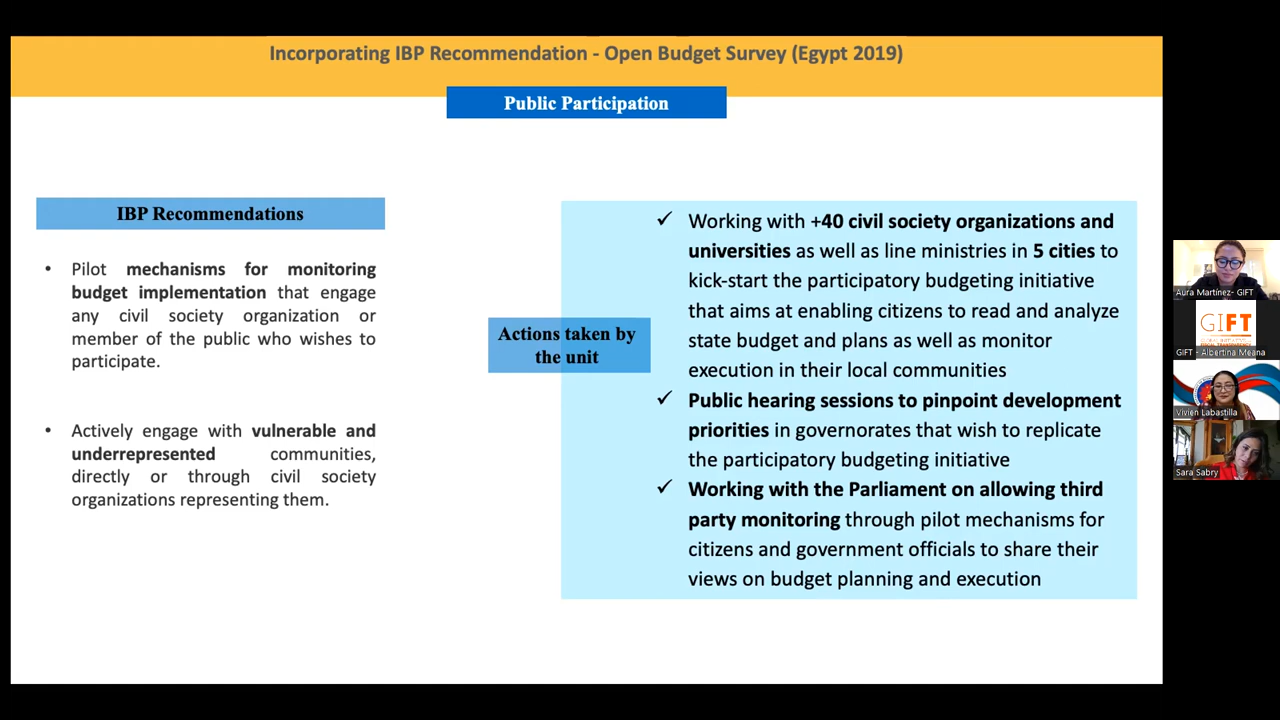 Incorporating IBP Recommendation - Open Budget Survey (Egypt 2019)
Public Participation
IBP Recommendations
• Pilot mechanisms for monitoring
budget implementation that engage
any civil society organization or
member of the public who wishes to
participate.
• Actively engage with vulnerable and
underrepresented communities,
directly or through civil society
organizations representing them.
Actions taken by
the unit
✓ Working with +40 civil society organizations and
universities as well as line ministries in 5 cities to
kick-start the participatory budgeting initiative
that aims at enabling citizens to read and analyze
state budget and plans as well as monitor
execution in their local communities
✓ Public hearing sessions to pinpoint development
priorities in governorates that wish to replicate
the participatory budgeting initiative
✓ Working with the Parliament on allowing third
party monitoring through pilot mechanisms for
citizens and government officials to share their
views on budget planning and execution
Aura Martínez- GIFT
GIFT
GIFT - Albertina Meana
Vivien Labastilla
Sara Sabry